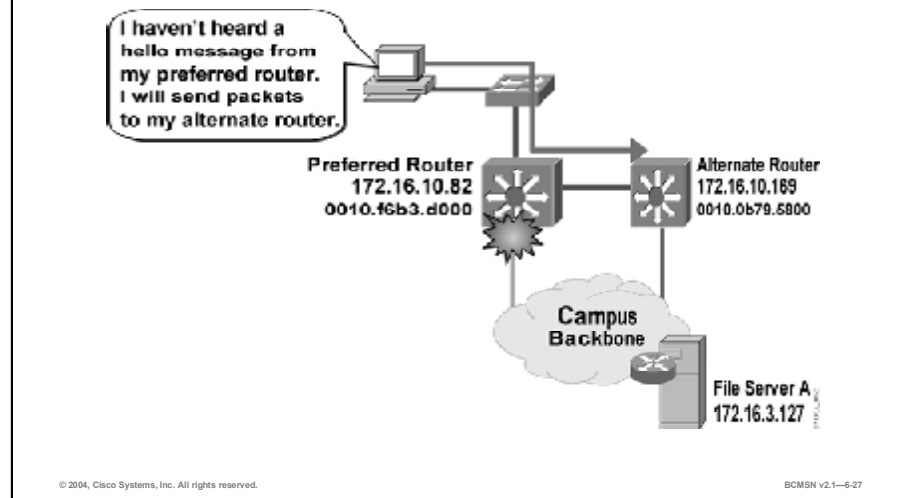 I haven't heard a
hello message from
my preferred router.
I will send packets
to my alternate router.
Preferred Router
172.16.10.82
0010.f6b3.d000
Alternate Router
172.16.10.169
0010.0b79.5800
Campus
Backbone
File Server A
172.16.3.127
© 2004, Cisco Systems, Inc. All rights reserved.
BCMSN v2.1—6-27